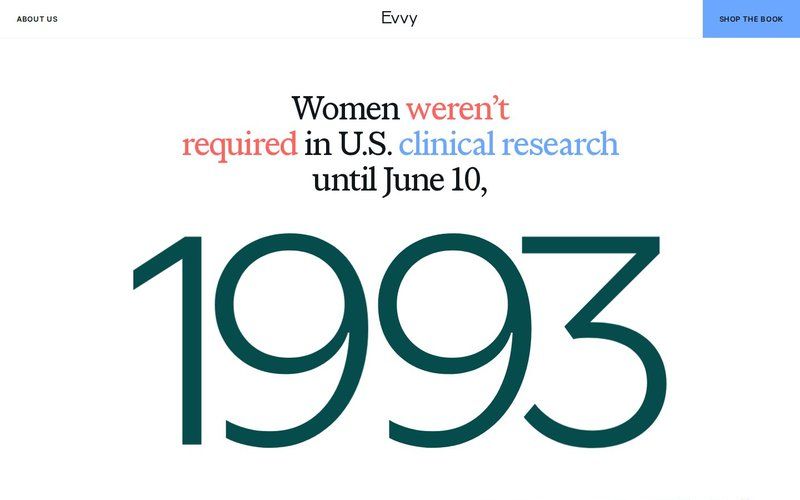 ABOUT US
Evvy
SHOP THE BOOK
Women weren’t
required in U.S. clinical research
until June 10,
1993